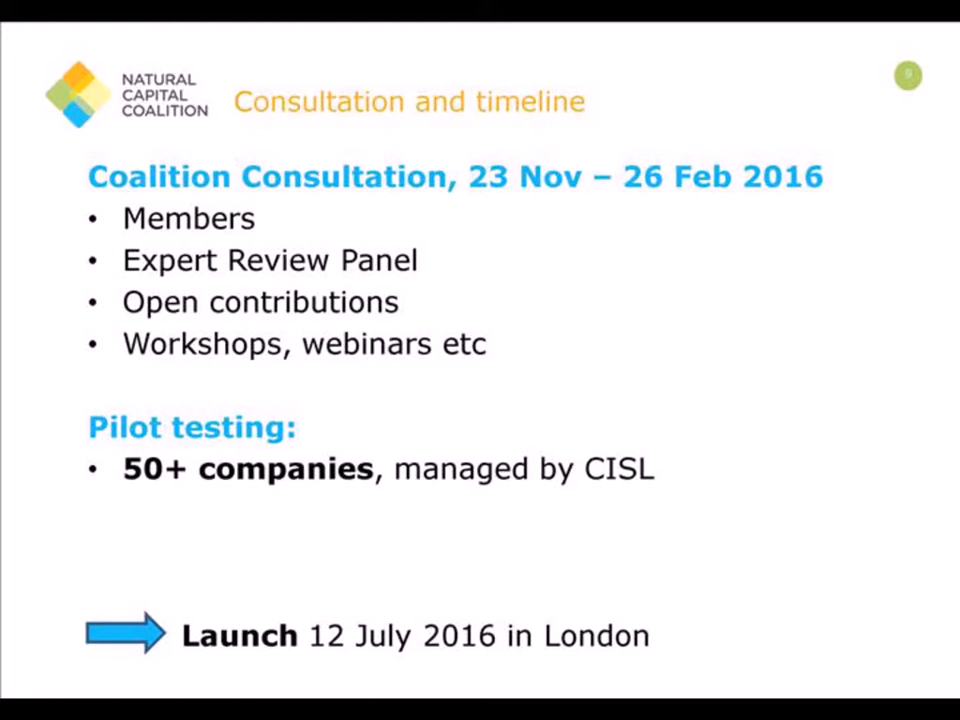 NATURAL
CAPITAL
COALITION
Consultation and timeline
9
Coalition Consultation, 23 Nov – 26 Feb 2016
• Members
• Expert Review Panel
• Open contributions
• Workshops, webinars etc
Pilot testing:
• 50+ companies, managed by CISL
Launch 12 July 2016 in London